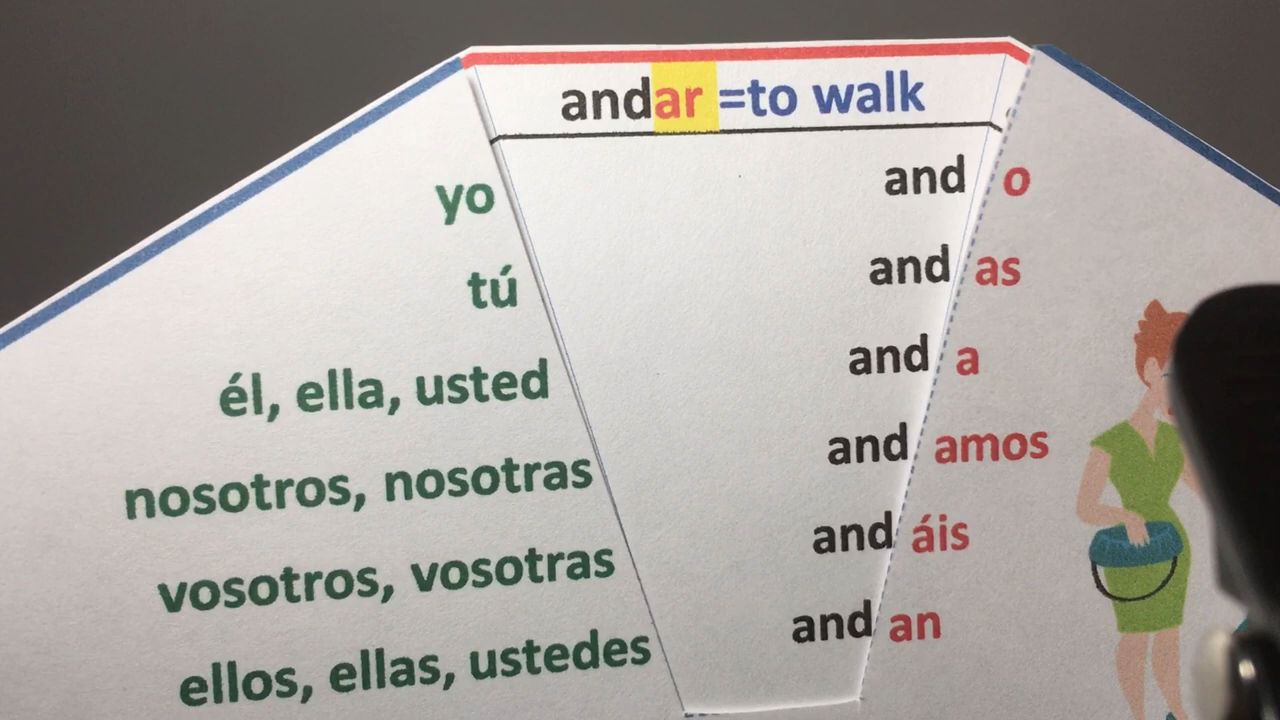 andar =to walk
yo and o
tú and as
él, ella, usted and a
nosotros, nosotras and amos
vosotros, vosotras and áis
ellos, ellas, ustedes and an